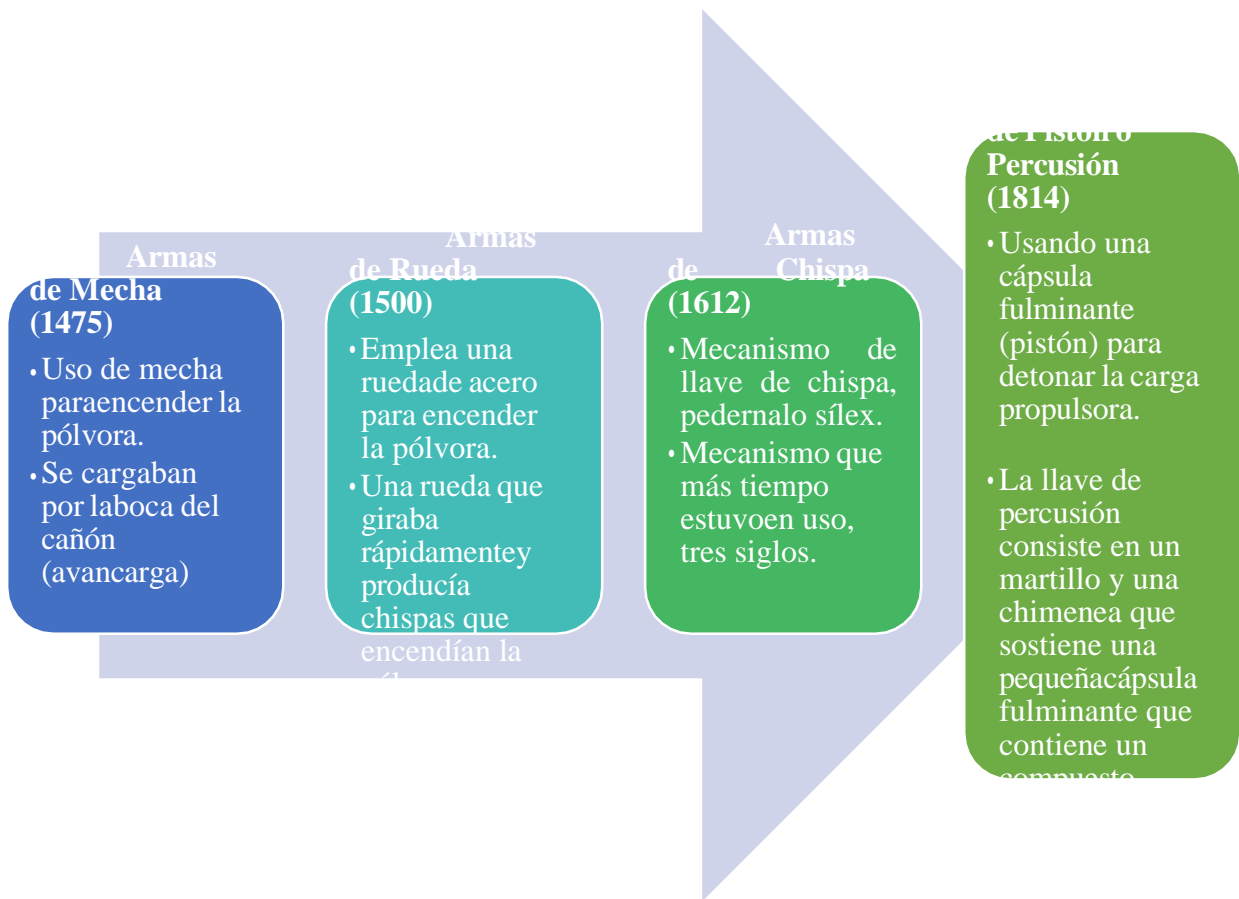 Armas
de Mecha
(1475)
• Uso de mecha
paraencender la
pólvora.
• Se cargaban
por laboca del
cañón
(avancarga)
Armas
de Rueda
(1500)
• Emplea una
ruedade acero
para encender
la pólvora.
• Una rueda que
giraba
rápidamentey
producía
chispas que
encendían la
Armas
de Chispa
(1612)
• Mecanismo de
llave de chispa,
pedernalo sílex.
• Mecanismo que
más tiempo
estuvoen uso,
tres siglos.
de Pistón o
Percusión
(1814)
• Usando una
cápsula
fulminante
(pistón) para
detonar la carga
propulsora.
• La llave de
percusión
consiste en un
martillo y una
chimenea que
sostiene una
pequeñacápsula
fulminante que
contiene un
compuesto